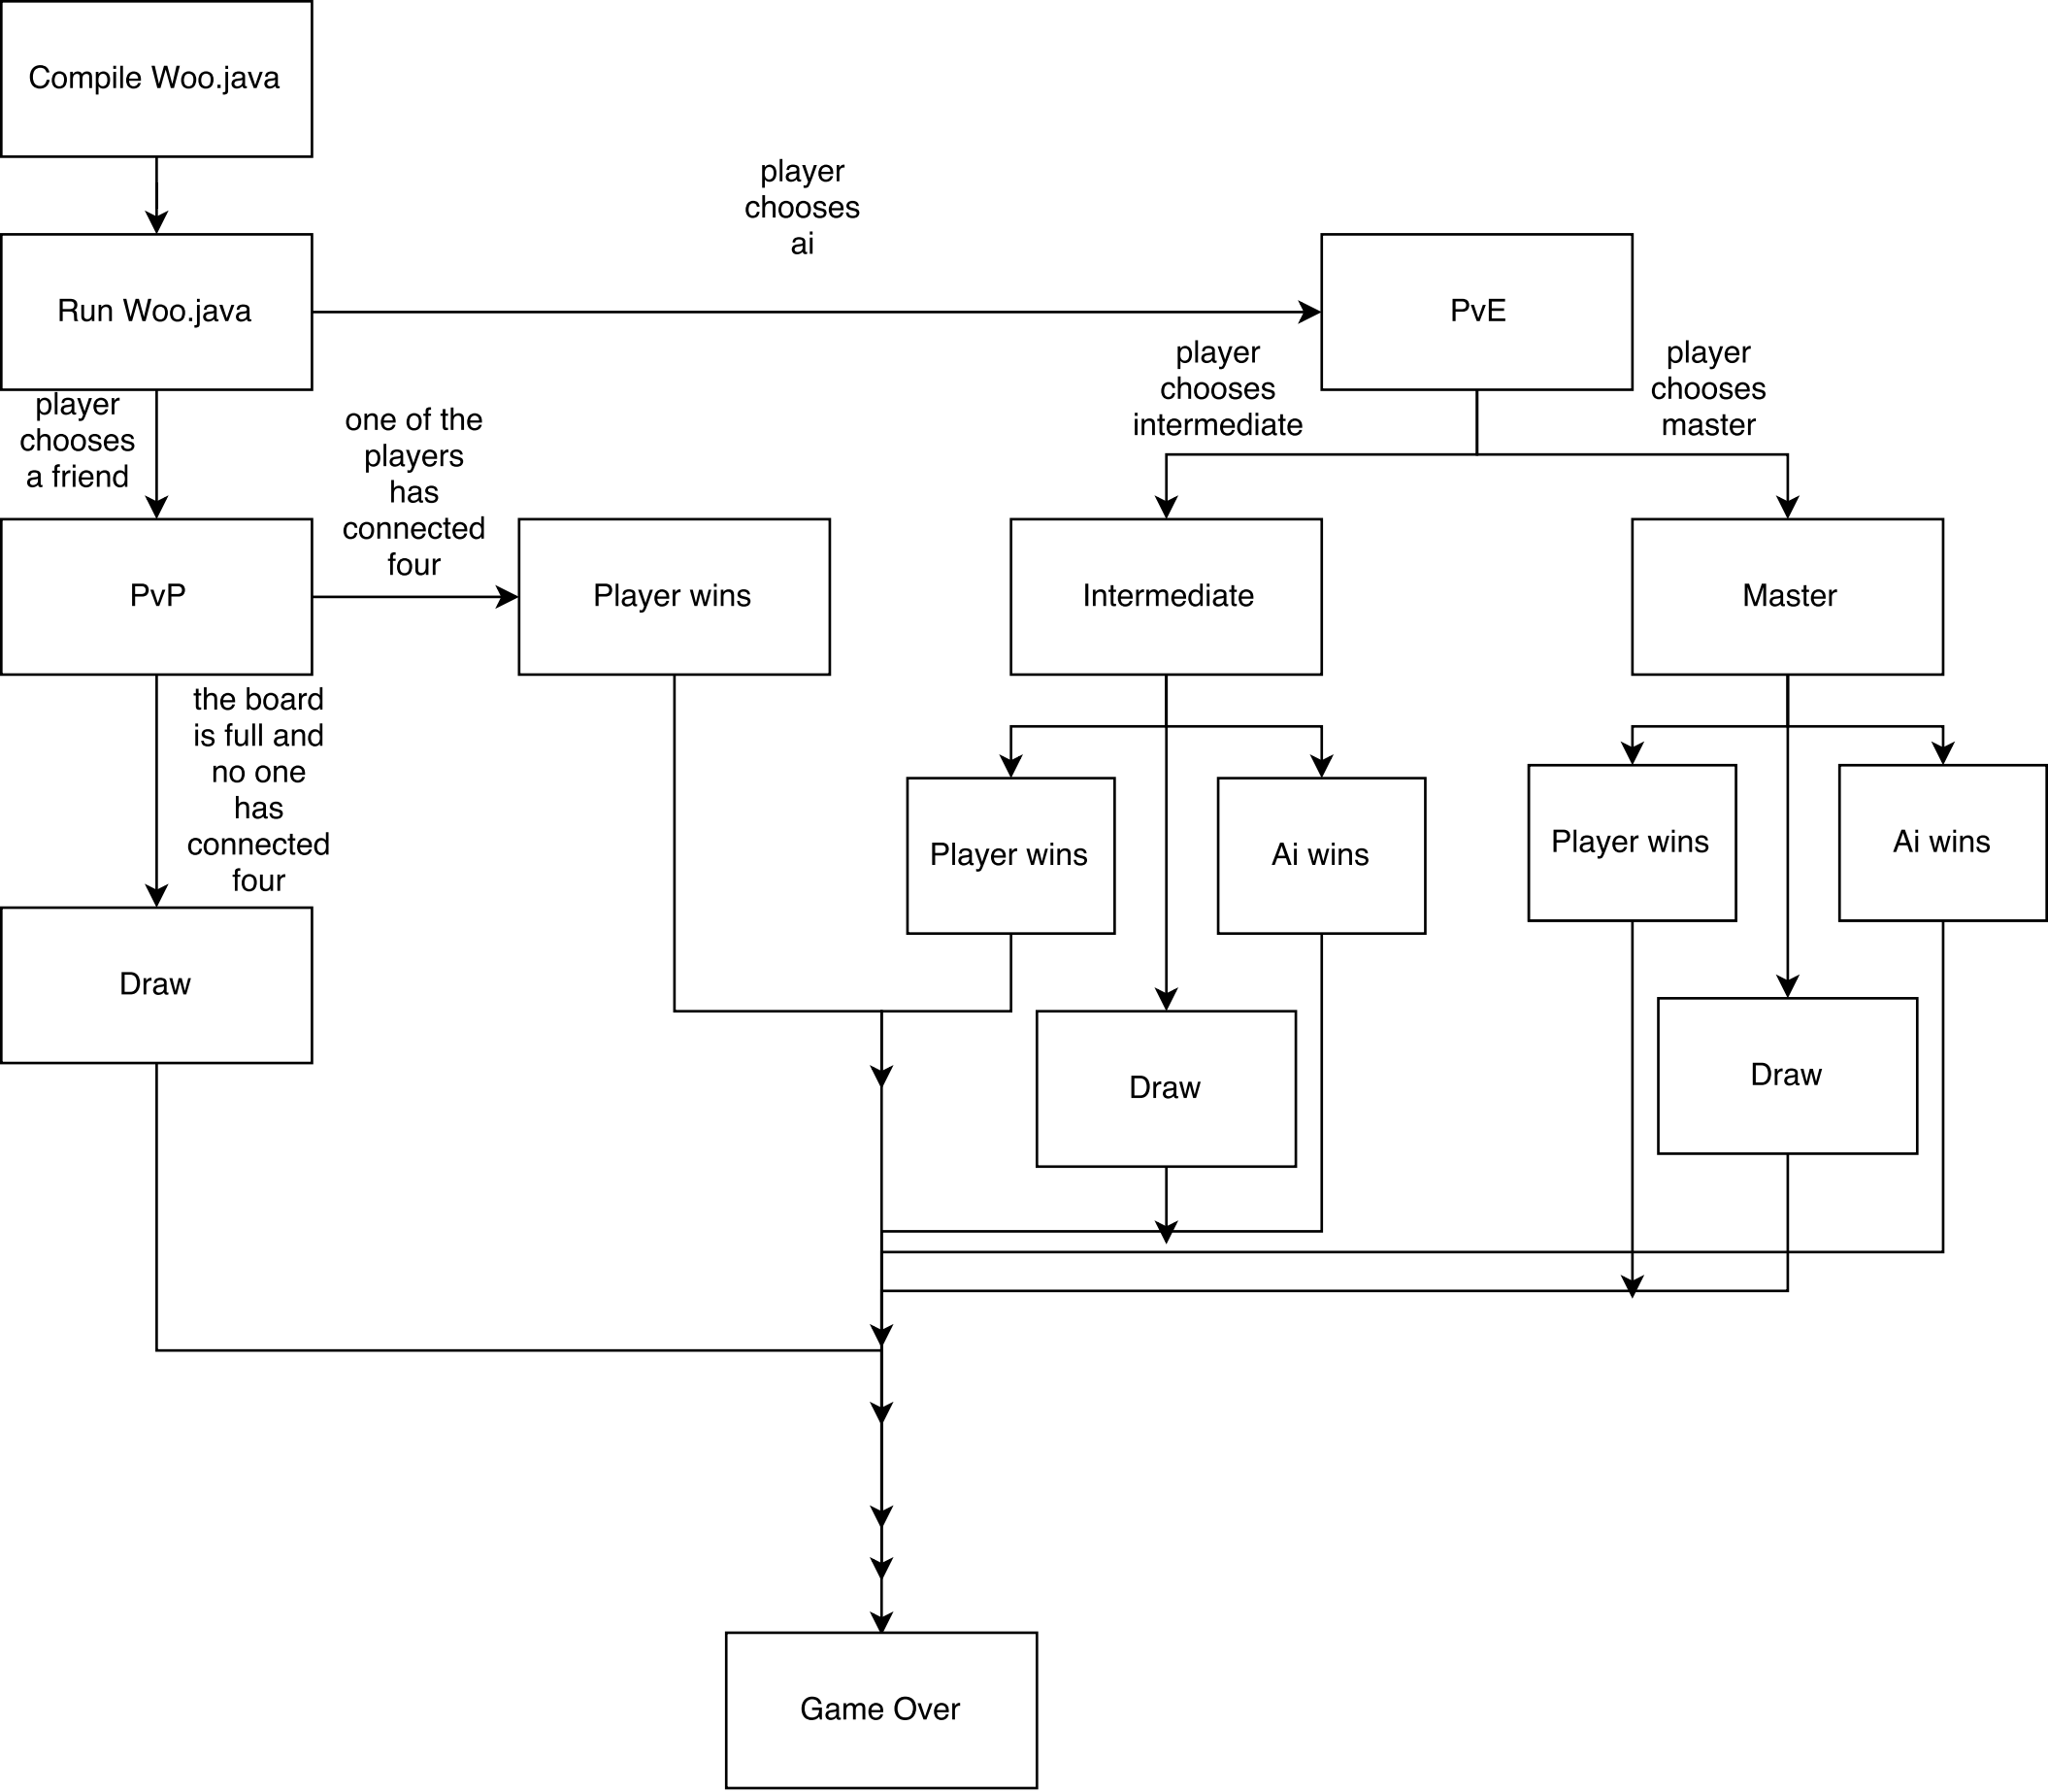 Compile Woo.java
player
chooses
ai
Run Woo.java
PvE
player
chooses
intermediate
player
chooses
master
player
chooses
a friend
one of the
players
has
connected
four
PvP
Player wins
Intermediate
Master
the board
is full and
no one
has
connected
four
Player wins
Ai wins
Player wins
Ai wins
Draw
Draw
Draw
Game Over